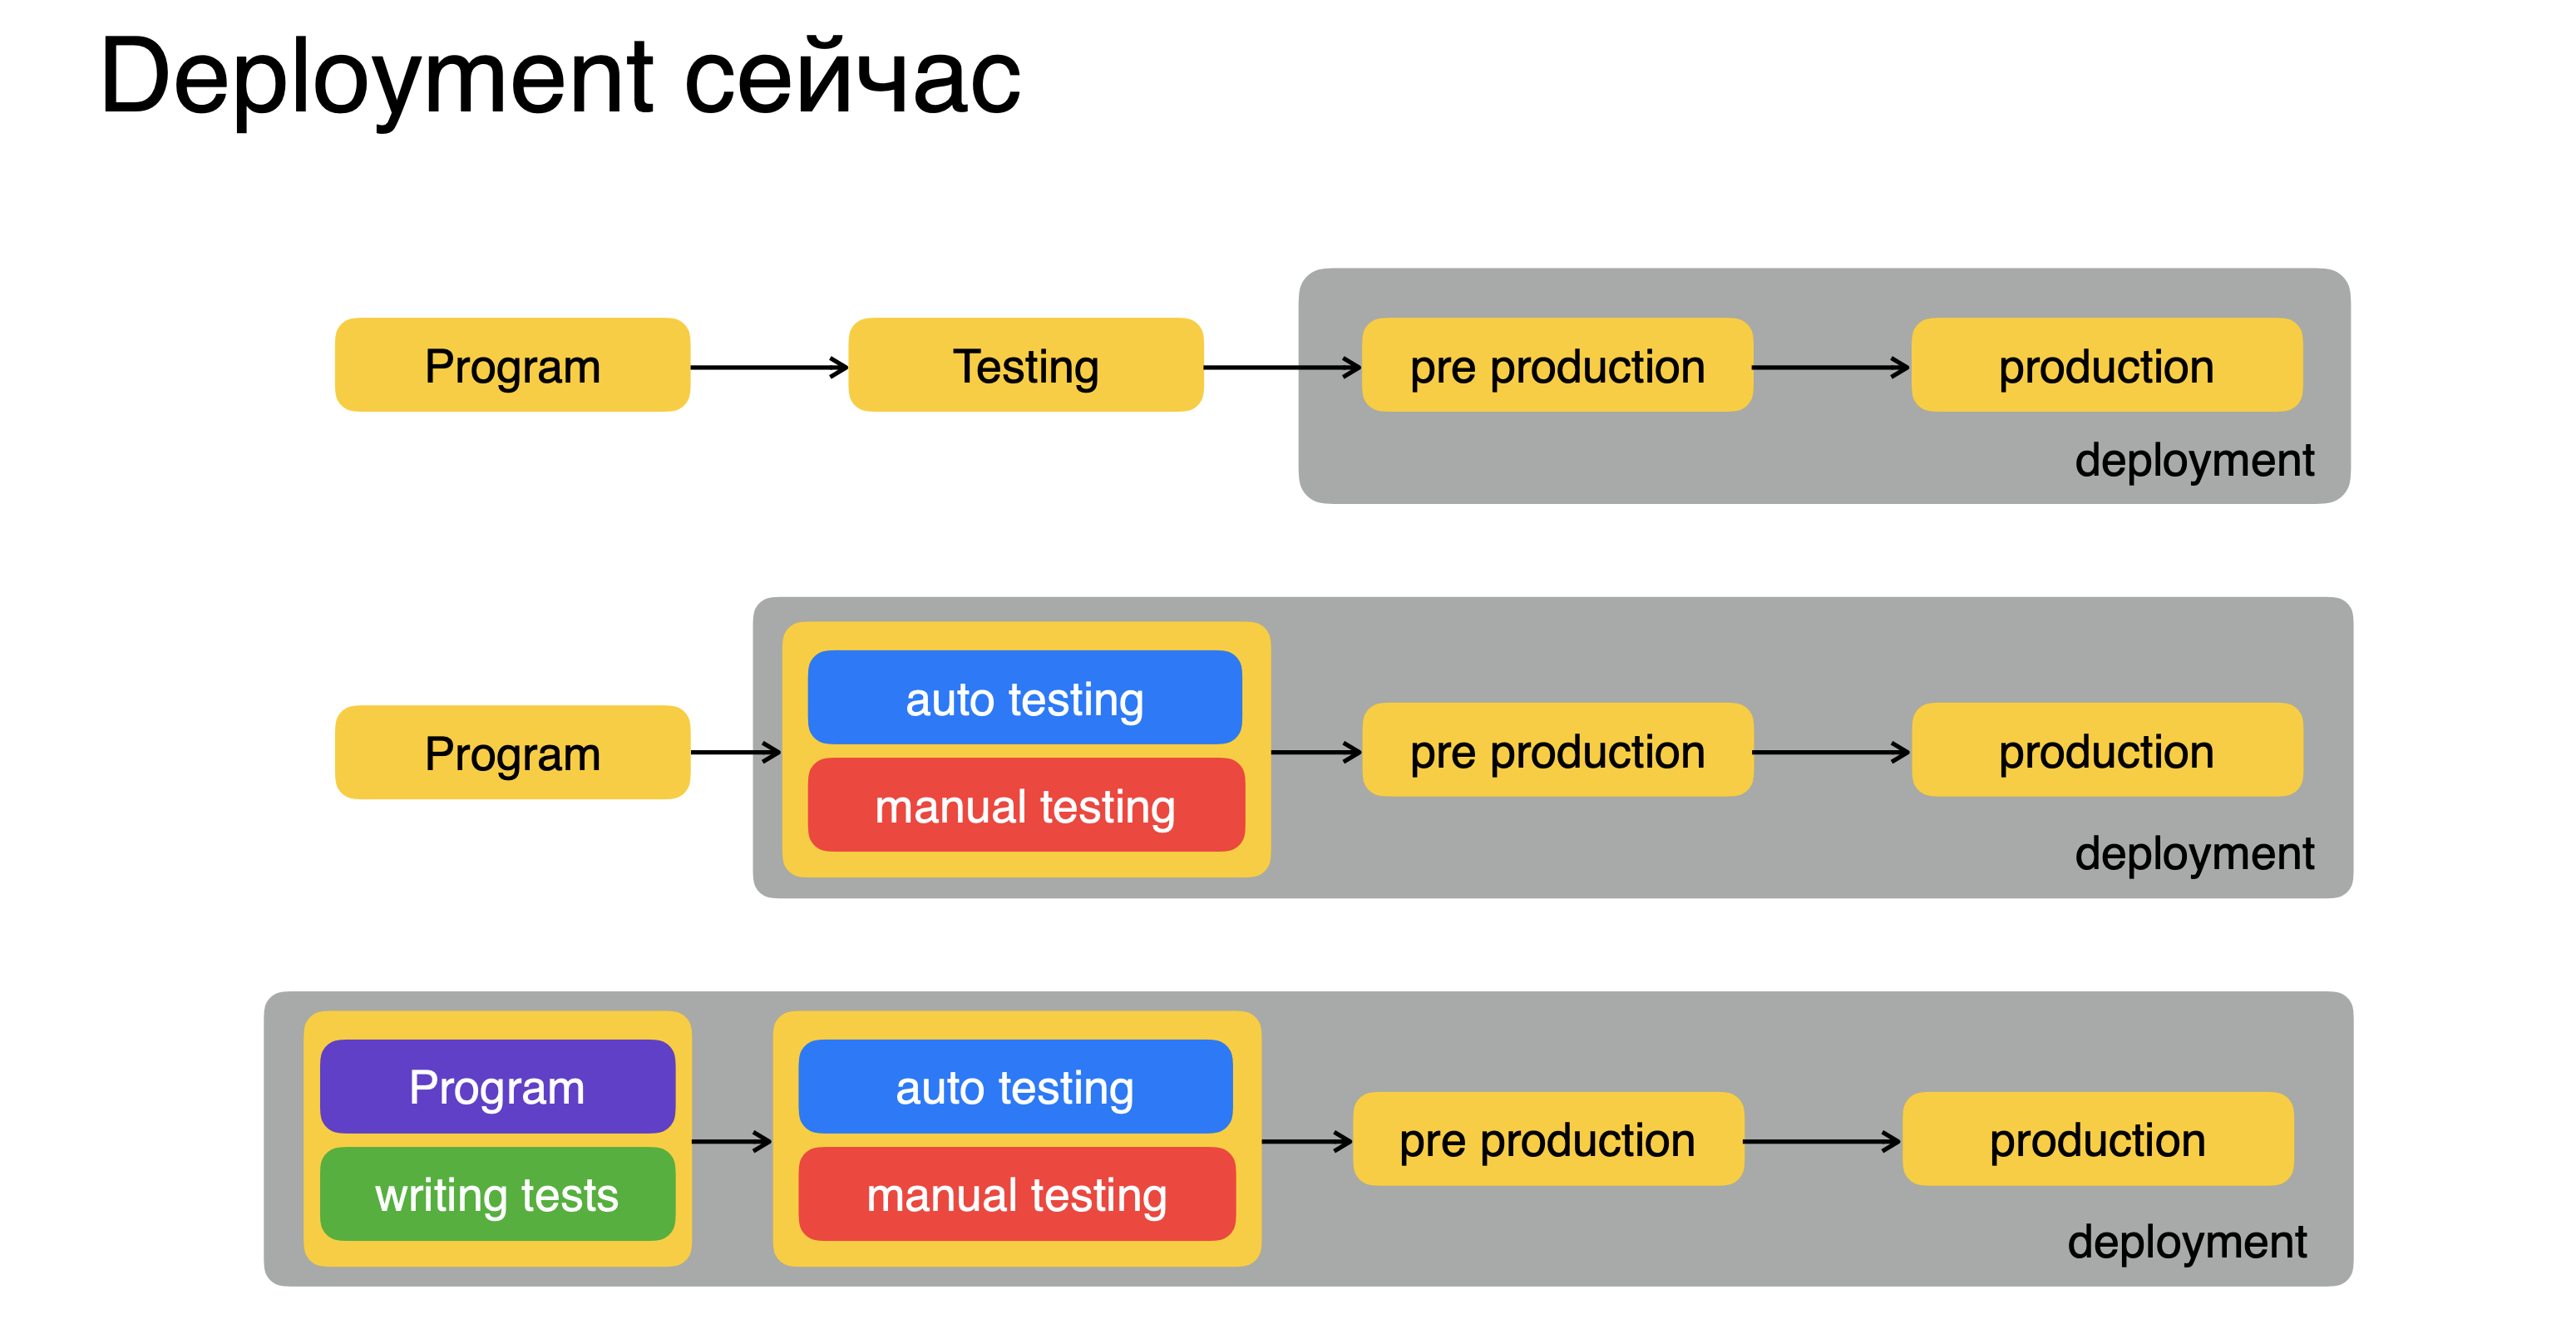 Deployment сейчас
Program
Testing
pre production
production
deployment
Program
auto testing
manual testing
pre production
production
deployment
Program
writing tests
auto testing
manual testing
pre production
production
deployment